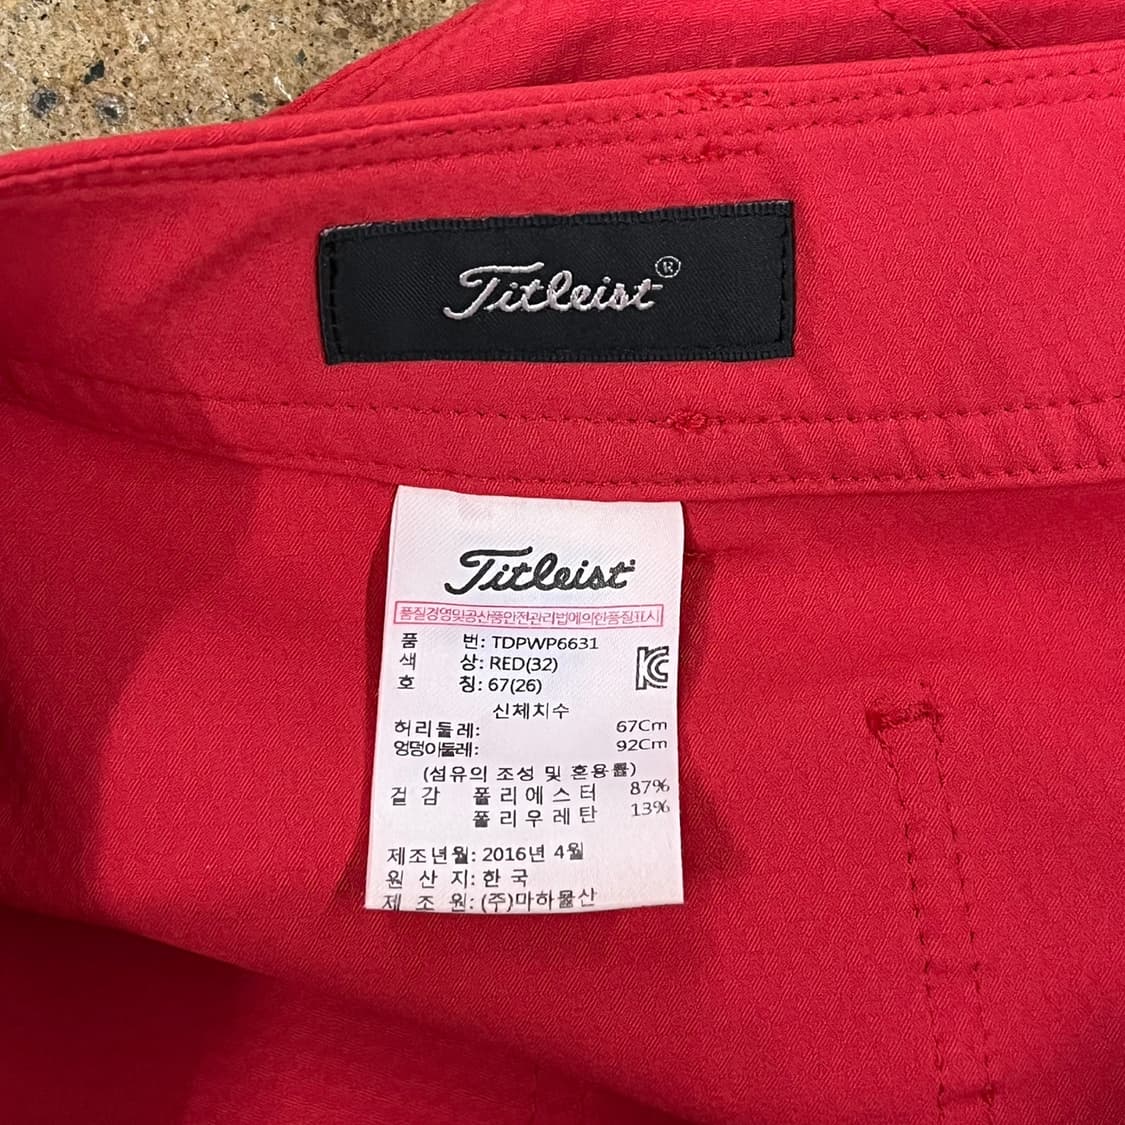 Titleist®
Titleist
품질경영및공산품안전관리법에의한품질표시
품 번: TDPWP6631
색 상: RED(32)
호 칭: 67(26)
신체치수
허리둘레: 67Cm
엉덩이둘레: 92Cm
(섬유의 조성 및 혼용률)
겉 감 폴리에스터 87%
폴리우레탄 13%
제조년월: 2016년 4월
원 산 지: 한 국
제 조 원: (주)마하물산